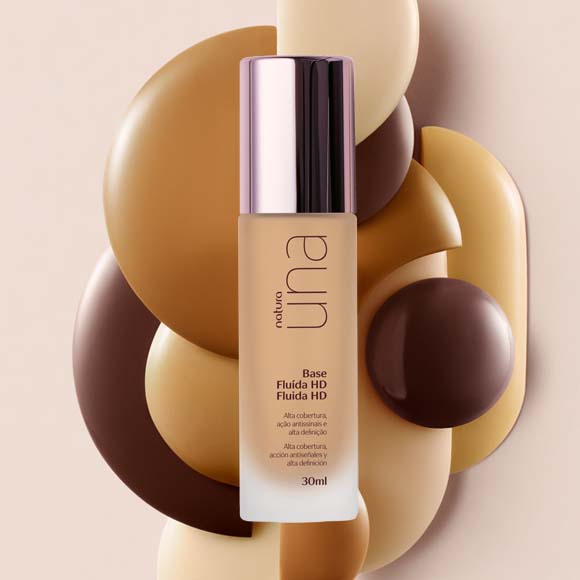 natura
una
Base
Fluída HD
Fluida HD
Alta cobertura,
ação antissinais e
alta definição
Alta cobertura,
acción antiseñales y
alta definición
30ml